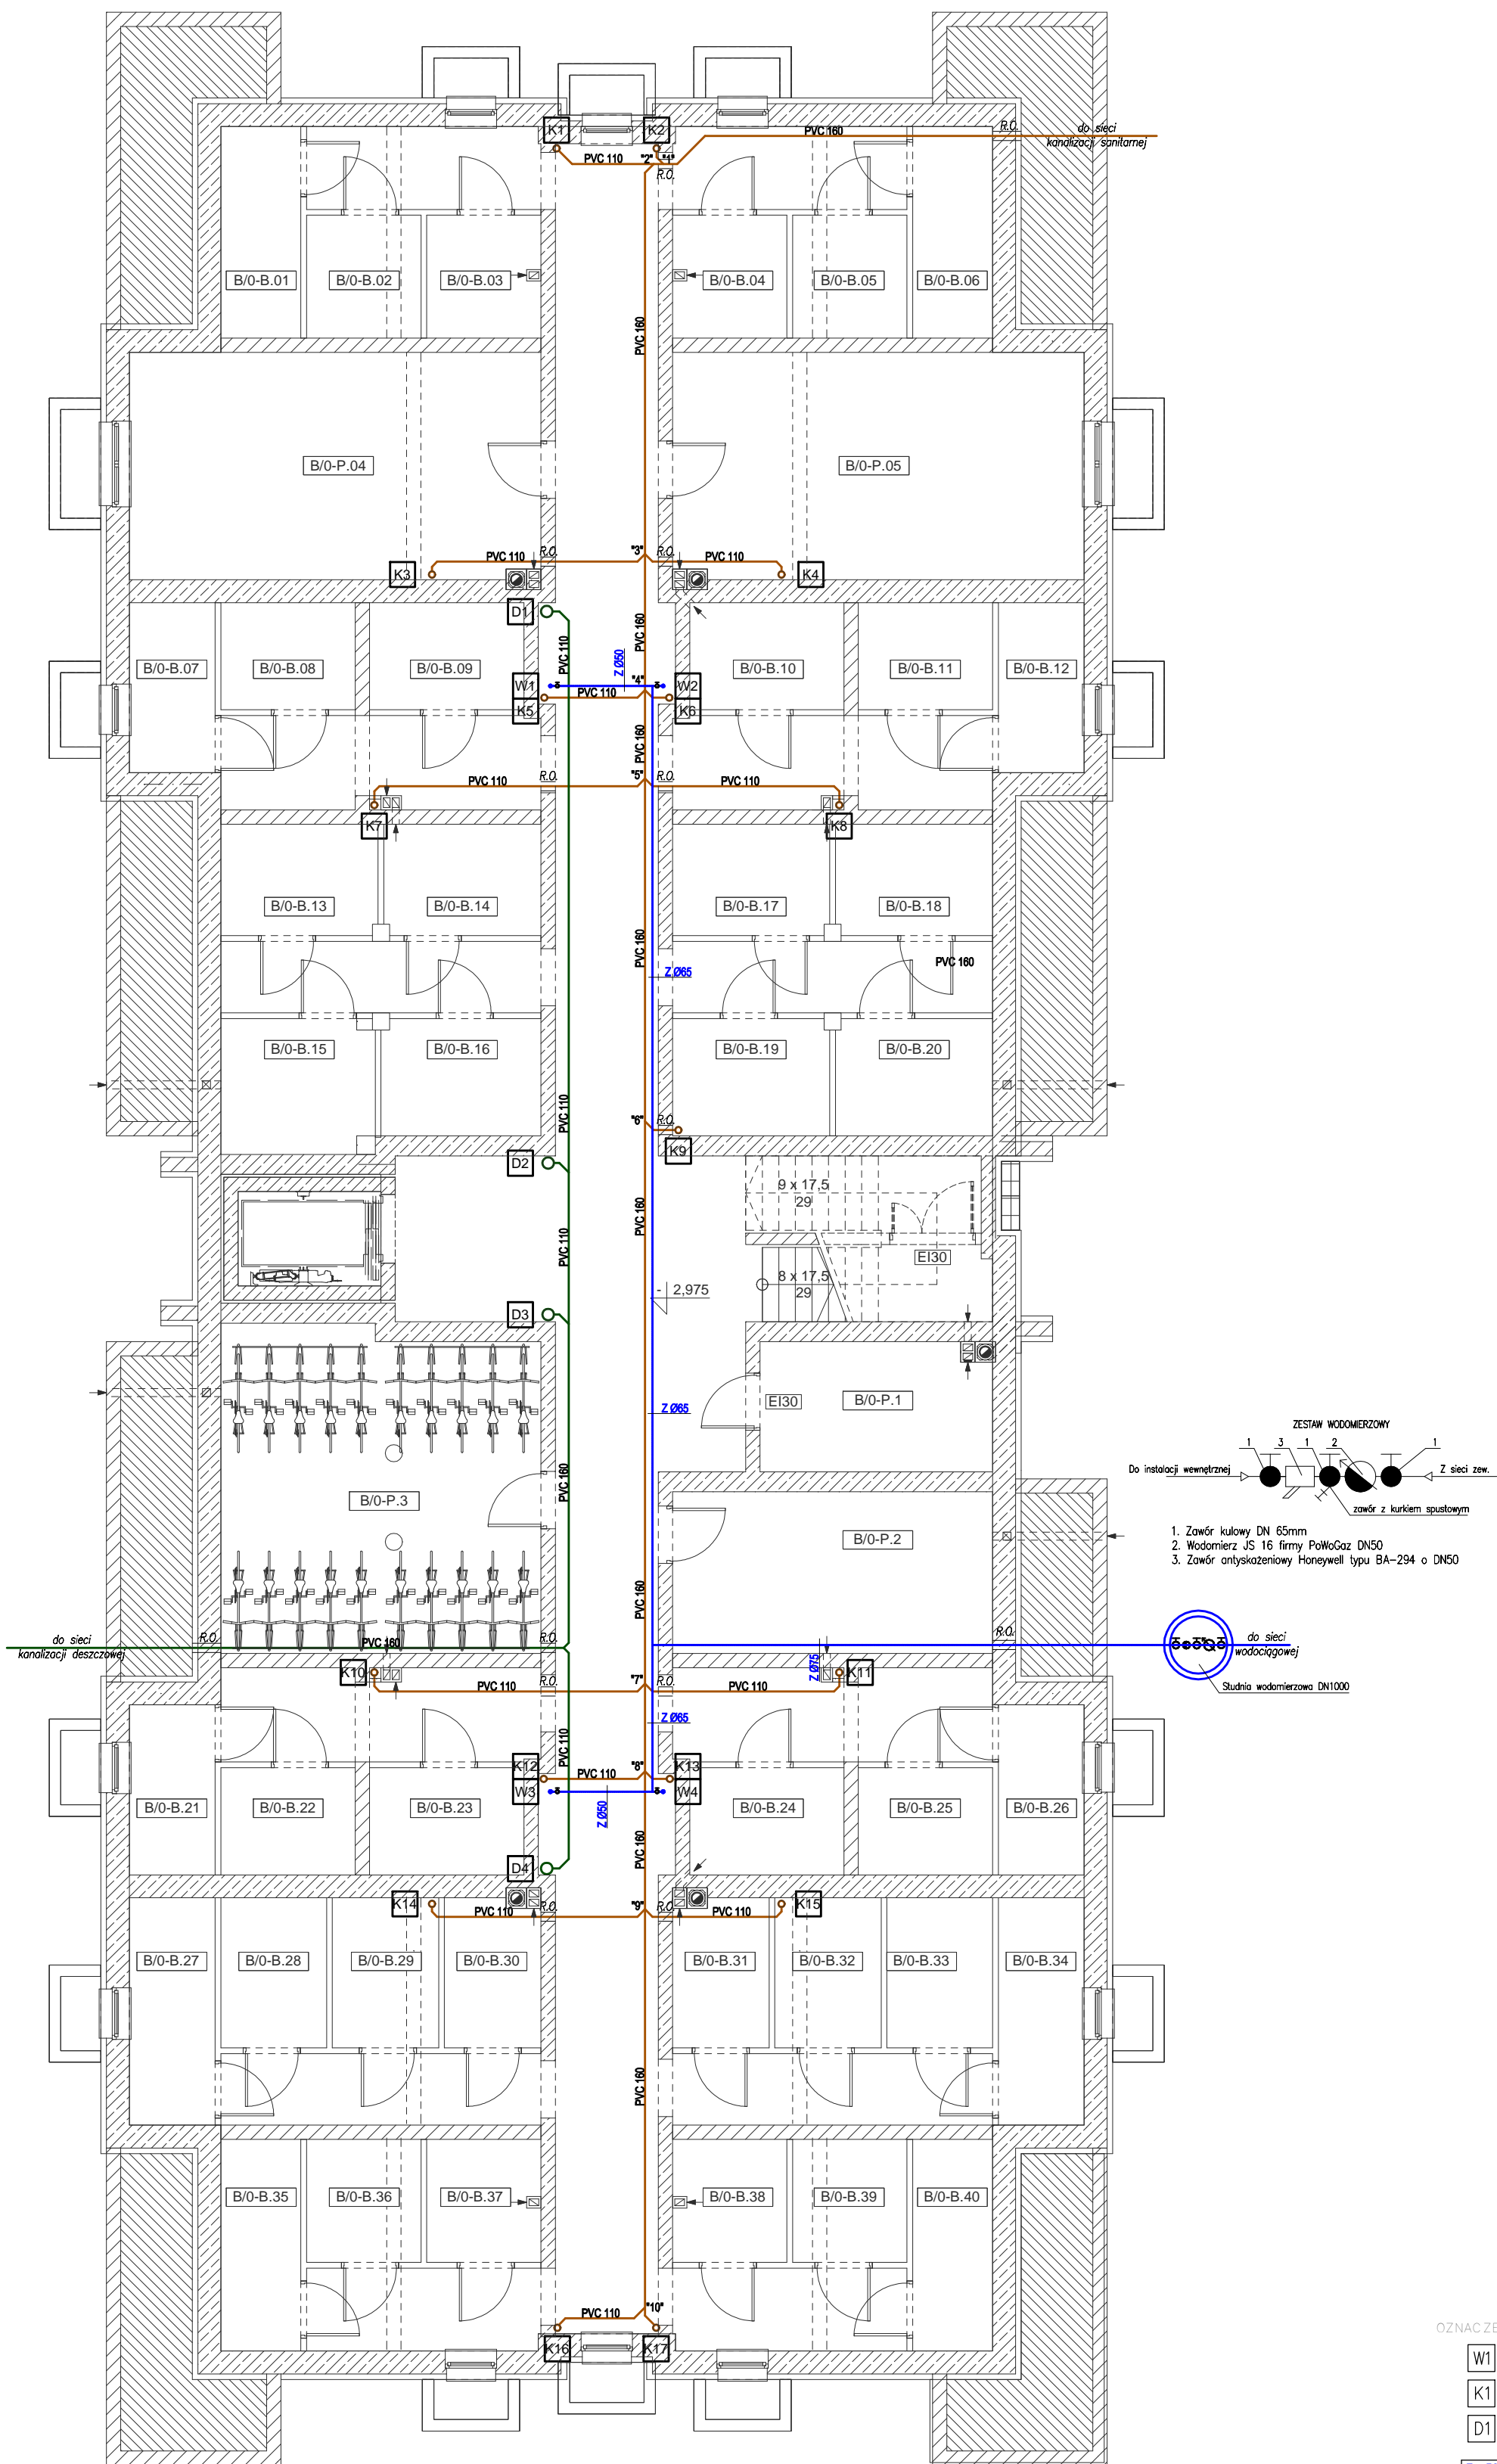 K1
K2
PVC 160
R.O.
do sieci
kanalizacji sanitarnej
PVC 110
"2"
"1"
R.O.
B/0-B.01
B/0-B.02
B/0-B.03
B/0-B.04
B/0-B.05
B/0-B.06
PVC 160
B/0-P.04
B/0-P.05
PVC 110
R.O.
"3"
R.O.
PVC 110
K3
K4
D1
PVC 110
PVC 160
Z Ø50
B/0-B.07
B/0-B.08
B/0-B.09
B/0-B.10
B/0-B.11
B/0-B.12
W1
"4"
W2
PVC 110
K5
K6
PVC 160
PVC 110
R.O.
"5"
R.O.
PVC 110
K7
K8
B/0-B.13
B/0-B.14
B/0-B.17
B/0-B.18
PVC 160
PVC 160
Z Ø65
B/0-B.15
B/0-B.16
B/0-B.19
B/0-B.20
PVC 110
"6"
R.O.
K9
D2
9 x 17,5
29
PVC 160
PVC 110
EI30
8 x 17,5
29
- 2,975
D3
EI30
B/0-P.1
Z Ø65
ZESTAW WODOMIERZOWY
1
3
1
2
1
Do instalacji wewnętrznej
Z sieci zew.
zawór z kurkiem spustowym
PVC 160
B/0-P.3
B/0-P.2
1. Zawór kulowy DN 65mm
2. Wodomierz JS 16 firmy PoWoGaz DN50
3. Zawór antyskażeniowy Honeywell typu BA-294 o DN50
PVC 160
do sieci
kanalizacji deszczowej
R.O.
PVC 160
R.O.
R.O.
do sieci
wodociągowej
Z Ø75
Studnia wodomierzowa DN1000
K10
K11
PVC 110
R.O.
"7"
R.O.
PVC 110
Z Ø65
PVC 110
K12
"8"
K13
PVC 110
W3
W4
Z Ø50
B/0-B.21
B/0-B.22
B/0-B.23
B/0-B.24
B/0-B.25
B/0-B.26
PVC 160
D4
K14
K15
PVC 110
R.O.
"9"
R.O.
PVC 110
B/0-B.27
B/0-B.28
B/0-B.29
B/0-B.30
B/0-B.31
B/0-B.32
B/0-B.33
B/0-B.34
PVC 160
B/0-B.35
B/0-B.36
B/0-B.37
B/0-B.38
B/0-B.39
B/0-B.40
PVC 110
"10"
K16
K17
OZNACZE
W1
K1
D1